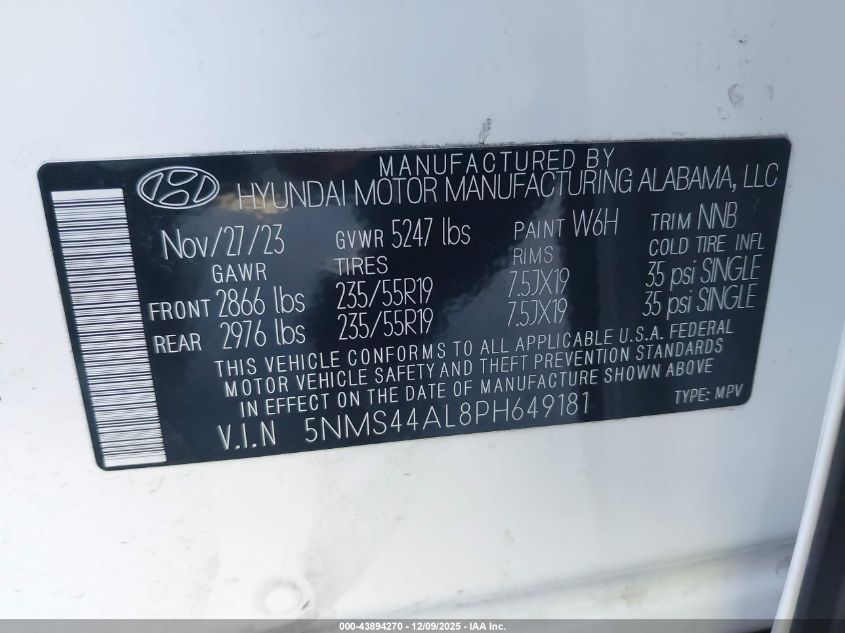 MANUFACTURED BY
HYUNDAI MOTOR MANUFACTURING ALABAMA, LLC
Nov/27/23 GVWR 5247 lbs PAINT W6H TRIM NNB
GAWR TIRES RIMS COLD TIRE INFL
FRONT 2866 lbs 235/55R19 7.5JX19 35 psi SINGLE
REAR 2976 lbs 235/55R19 7.5JX19 35 psi SINGLE
THIS VEHICLE CONFORMS TO ALL APPLICABLE U.S.A. FEDERAL
MOTOR VEHICLE SAFETY AND THEFT PREVENTION STANDARDS
IN EFFECT ON THE DATE OF MANUFACTURE SHOWN ABOVE
V.I.N 5NMS44AL8PH649181 TYPE: MPV
000-43894270 - 12/09/2025 - IAA Inc.